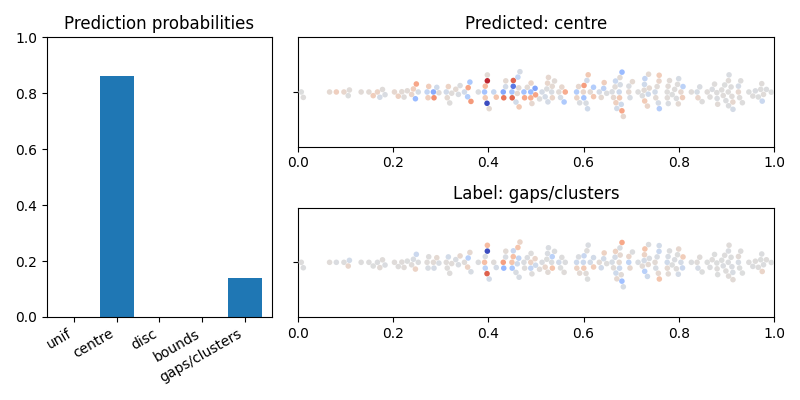 Prediction probabilities
1.0
0.8
0.6
0.4
0.2
0.0
unif
centre
disc
bounds
gaps/clusters
Predicted: centre
0.0 0.2 0.4 0.6 0.8 1.0
Label: gaps/clusters
0.0 0.2 0.4 0.6 0.8 1.0